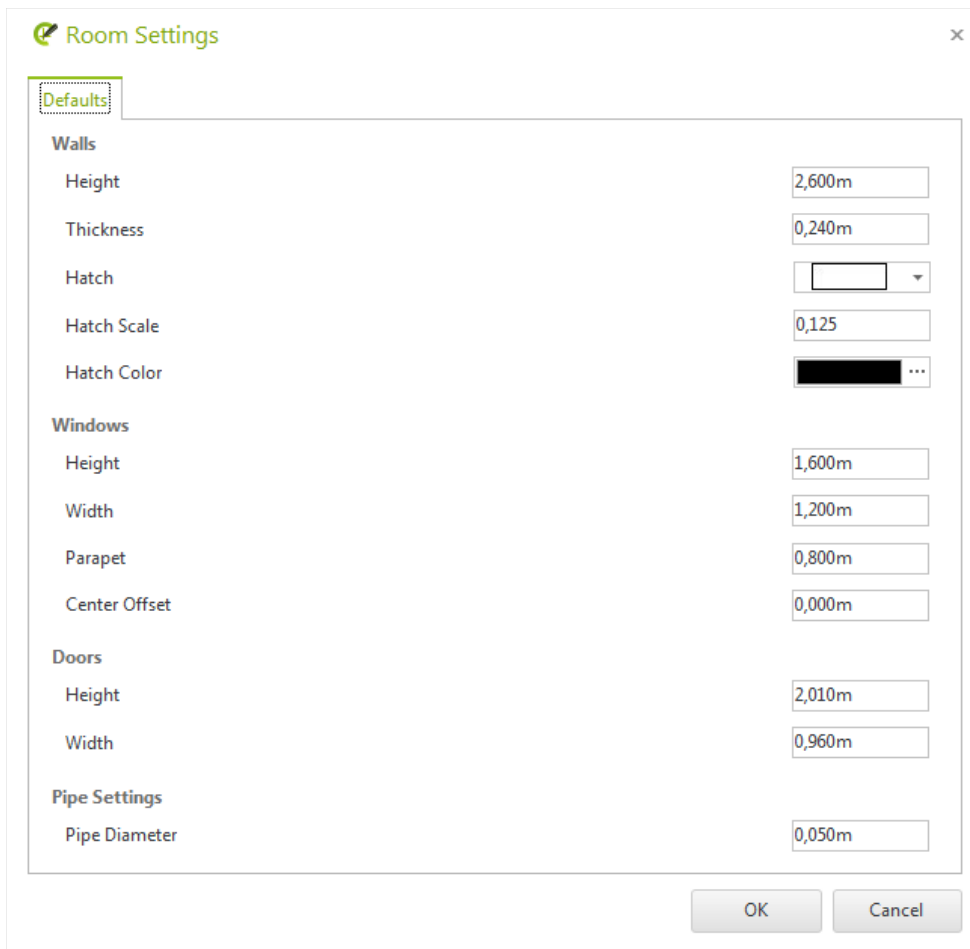 Room Settings
Defaults
Walls
Height 2,600m
Thickness 0,240m
Hatch
Hatch Scale 0,125
Hatch Color ...
Windows
Height 1,600m
Width 1,200m
Parapet 0,800m
Center Offset 0,000m
Doors
Height 2,010m
Width 0,960m
Pipe Settings
Pipe Diameter 0,050m
OK Cancel